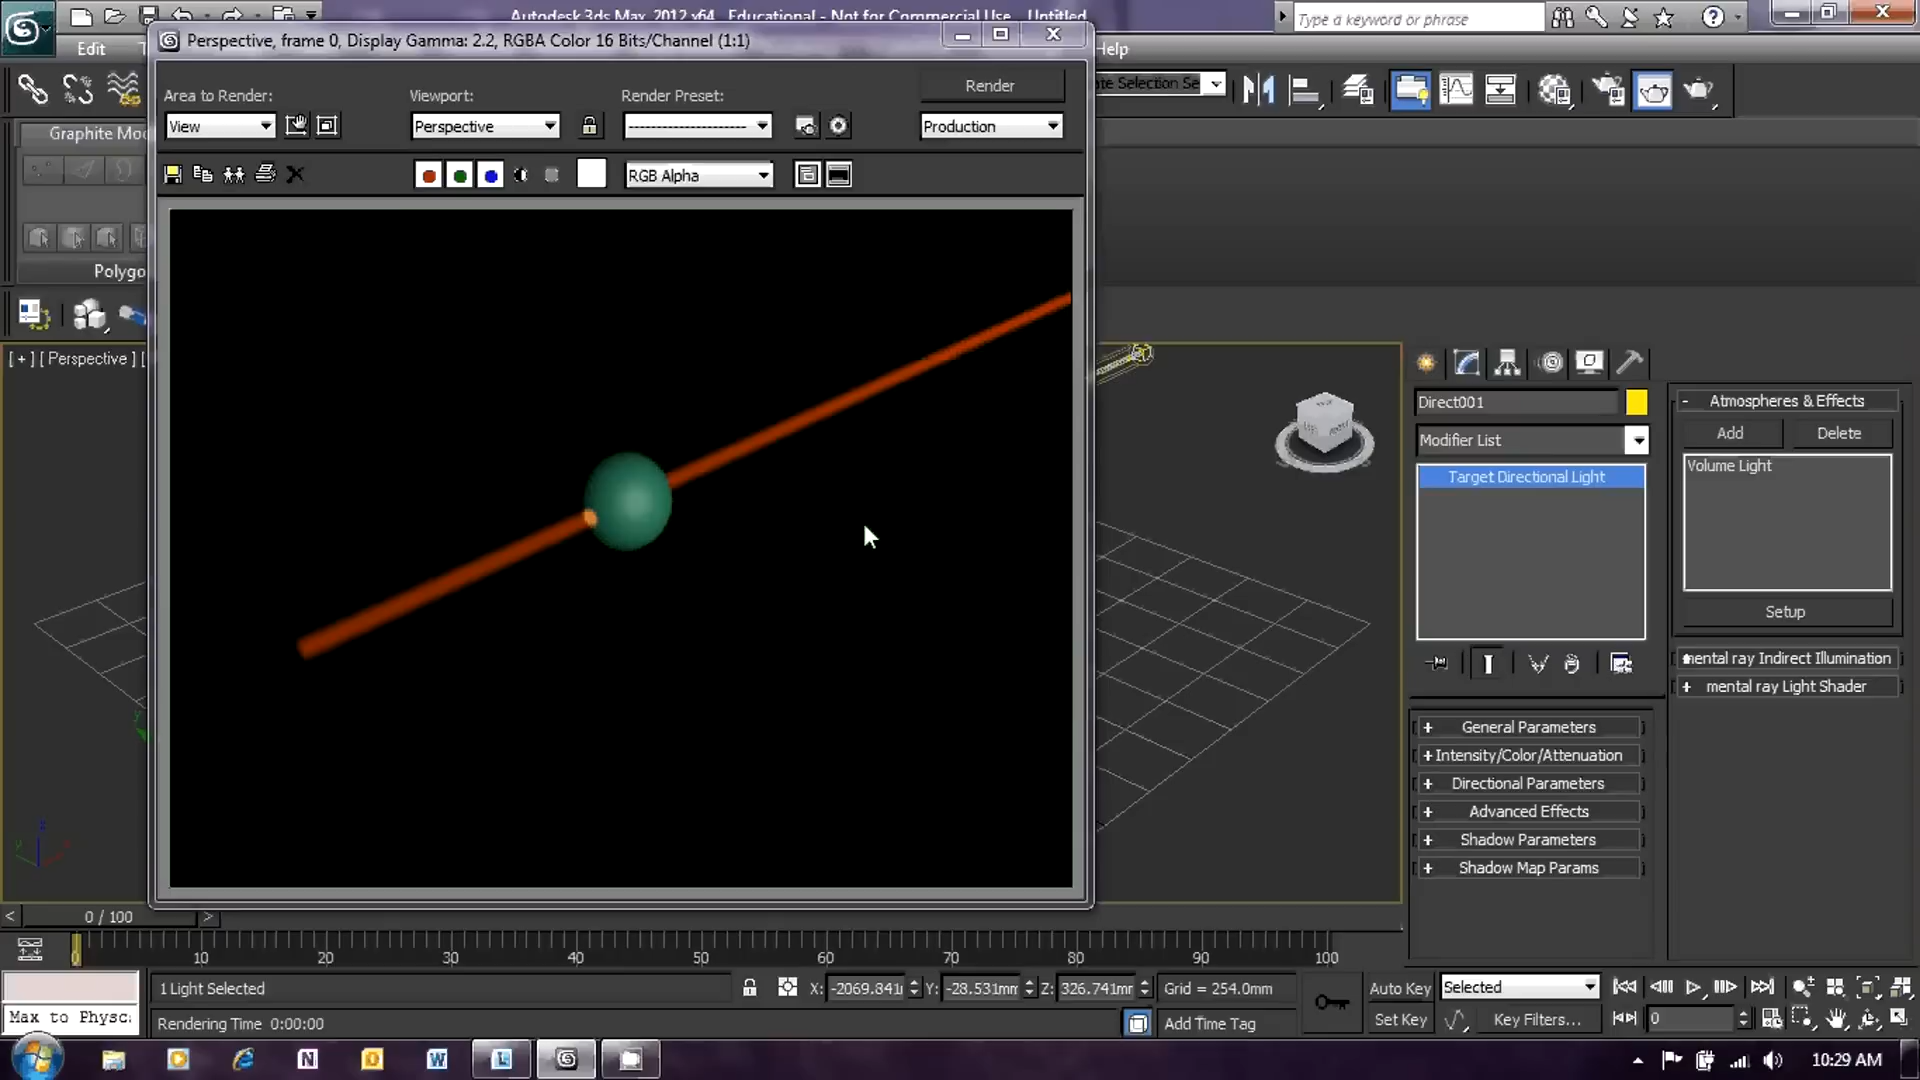 Autodesk 3ds Max 2012 x64 Educational - Not for Commercial Use Untitled
Type a keyword or phrase
Edit
Help
Perspective, frame 0, Display Gamma: 2.2, RGBA Color 16 Bits/Channel (1:1)
Area to Render:
Viewport:
Render Preset:
Render
View
Perspective
Production
RGB Alpha
ate Selection Se
Graphite Mo
Polygo
[ + ] [ Perspective ] [
Direct001
Modifier List
Target Directional Light
- Atmospheres & Effects
Add
Delete
Volume Light
Setup
mental ray Indirect Illumination
+ mental ray Light Shader
+ General Parameters
+ Intensity/Color/Attenuation
+ Directional Parameters
+ Advanced Effects
+ Shadow Parameters
+ Shadow Map Params
< 0 / 100 >
0 10 20 30 40 50 60 70 80 90 100
1 Light Selected
X: -2069.841
Y: -28.531mm
Z: 326.741mm
Grid = 254.0mm
Auto Key
Selected
Max to Physc:
Rendering Time 0:00:00
Add Time Tag
Set Key
Key Filters...
0
10:29 AM